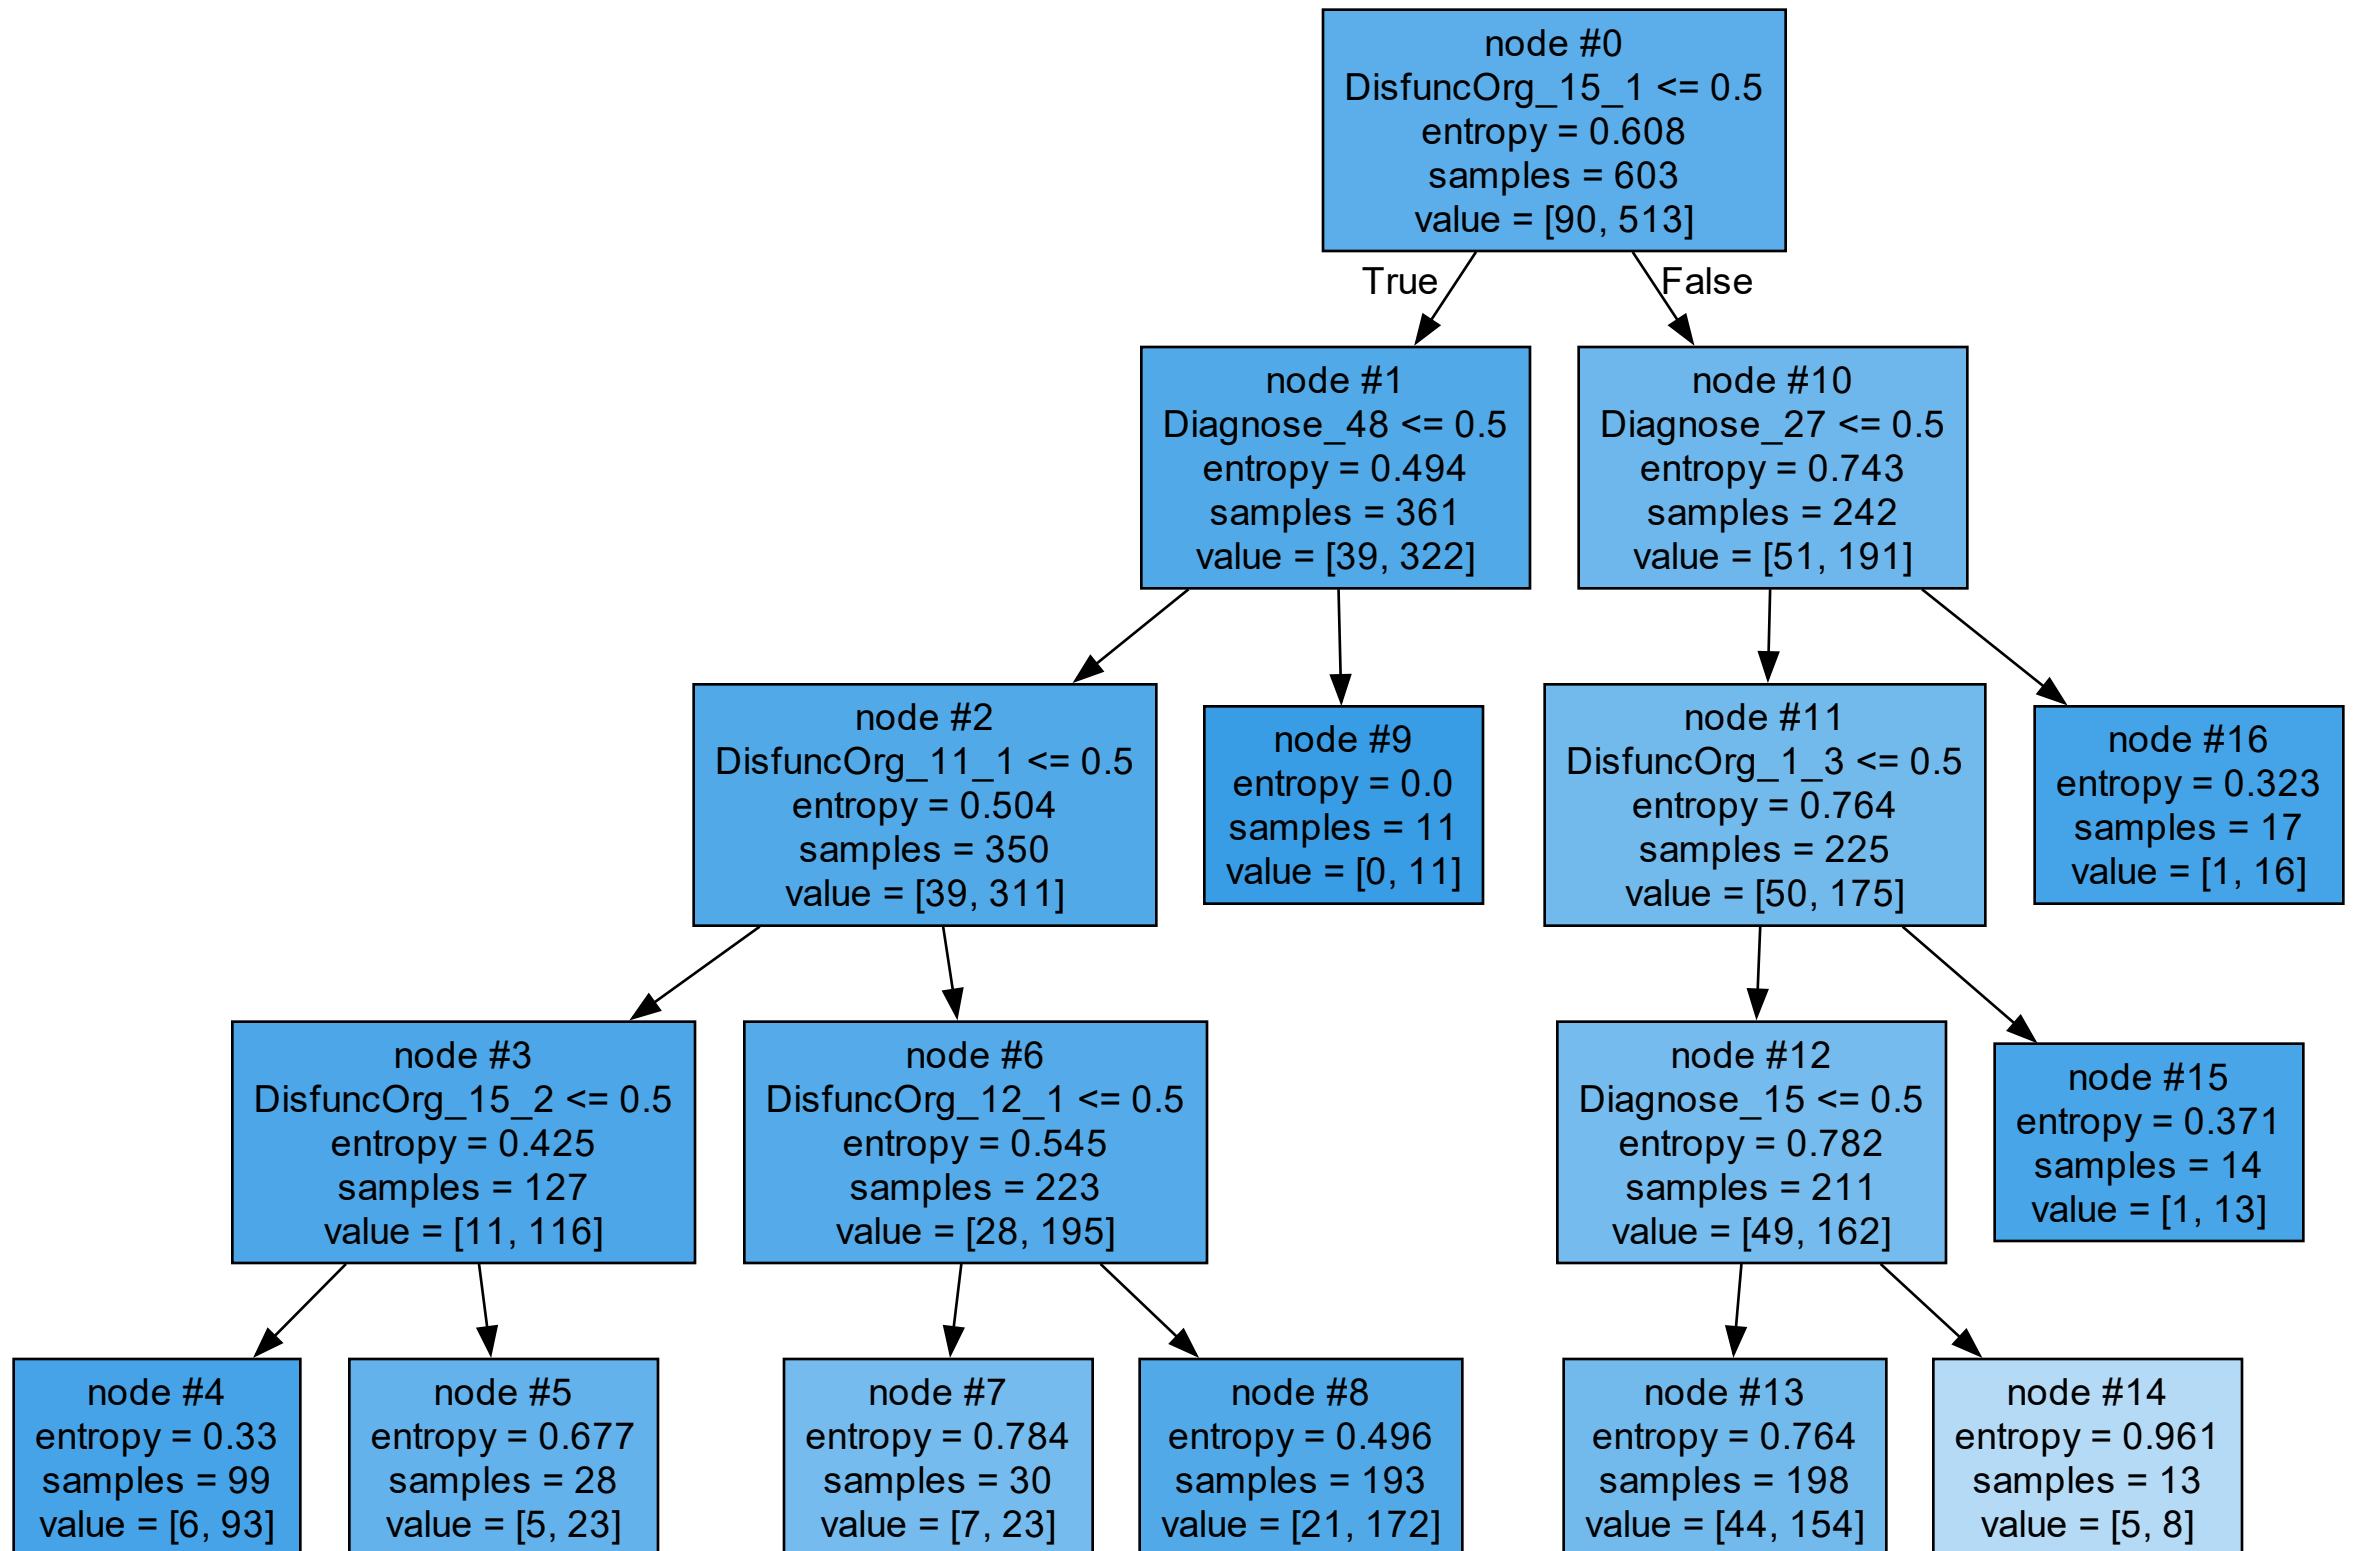 node #0
DisfuncOrg_15_1 <= 0.5
entropy = 0.608
samples = 603
value = [90, 513]
True
False
node #1
Diagnose_48 <= 0.5
entropy = 0.494
samples = 361
value = [39, 322]
node #10
Diagnose_27 <= 0.5
entropy = 0.743
samples = 242
value = [51, 191]
node #2
DisfuncOrg_11_1 <= 0.5
entropy = 0.504
samples = 350
value = [39, 311]
node #9
entropy = 0.0
samples = 11
value = [0, 11]
node #11
DisfuncOrg_1_3 <= 0.5
entropy = 0.764
samples = 225
value = [50, 175]
node #16
entropy = 0.323
samples = 17
value = [1, 16]
node #3
DisfuncOrg_15_2 <= 0.5
entropy = 0.425
samples = 127
value = [11, 116]
node #6
DisfuncOrg_12_1 <= 0.5
entropy = 0.545
samples = 223
value = [28, 195]
node #12
Diagnose_15 <= 0.5
entropy = 0.782
samples = 211
value = [49, 162]
node #15
entropy = 0.371
samples = 14
value = [1, 13]
node #4
entropy = 0.33
samples = 99
value = [6, 93]
node #5
entropy = 0.677
samples = 28
value = [5, 23]
node #7
entropy = 0.784
samples = 30
value = [7, 23]
node #8
entropy = 0.496
samples = 193
value = [21, 172]
node #13
entropy = 0.764
samples = 198
value = [44, 154]
node #14
entropy = 0.961
samples = 13
value = [5, 8]